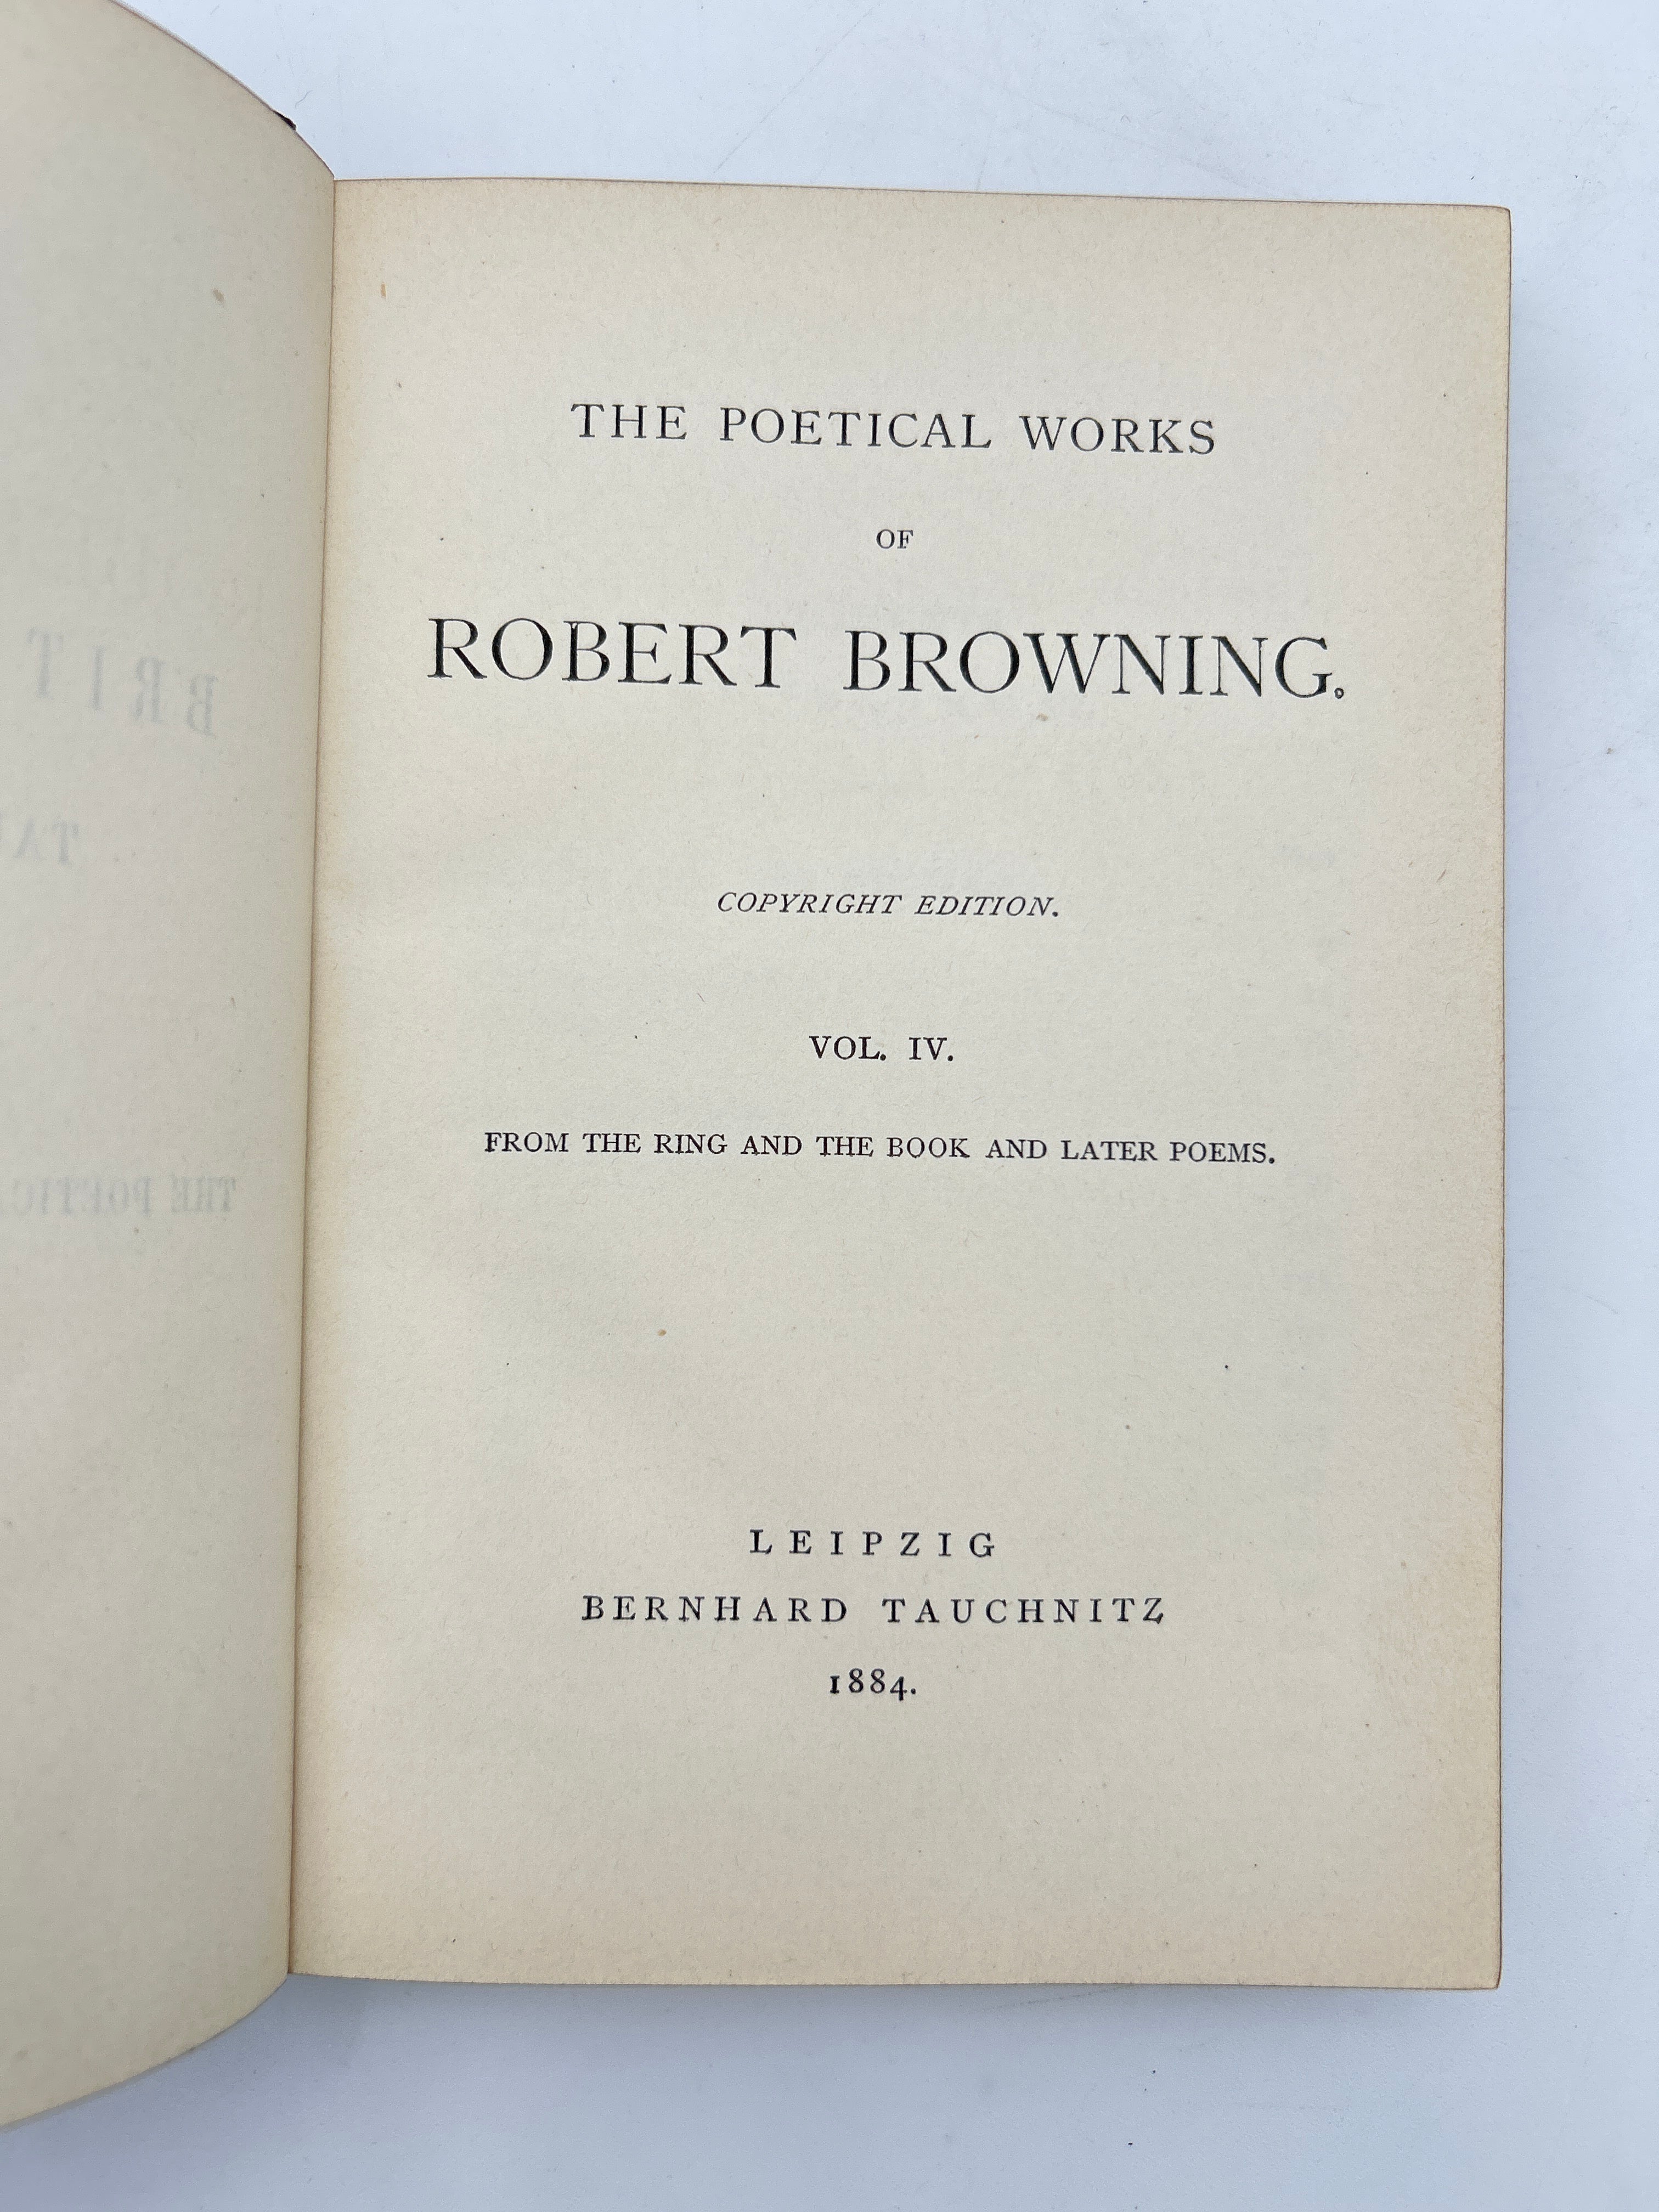 THE POETICAL WORKS
OF
ROBERT BROWNING.
COPYRIGHT EDITION.
VOL. IV.
FROM THE RING AND THE BOOK AND LATER POEMS.
LEIPZIG
BERNHARD TAUCHNITZ
1884.